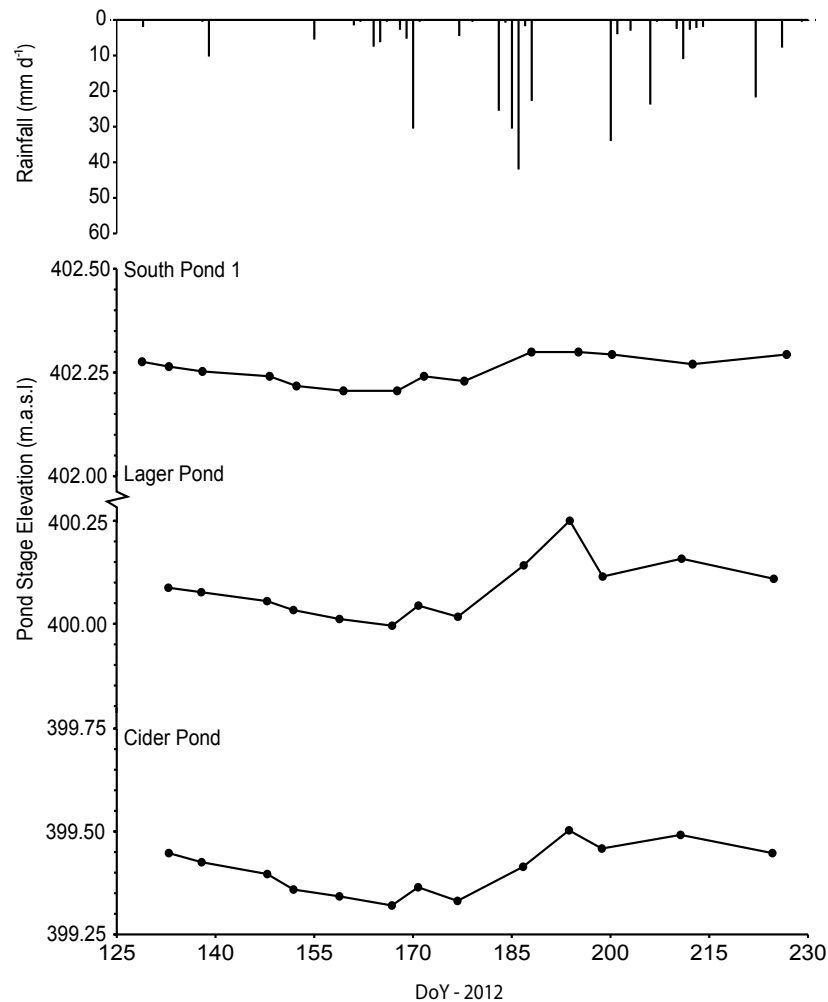 0
10
20
30
40
50
60
Rainfall (mm d⁻¹)
402.50
South Pond 1
402.25
402.00
Lager Pond
400.25
400.00
399.75
Cider Pond
399.50
399.25
Pond Stage Elevation (m.a.s.l)
125 140 155 170 185 200 215 230
DoY - 2012